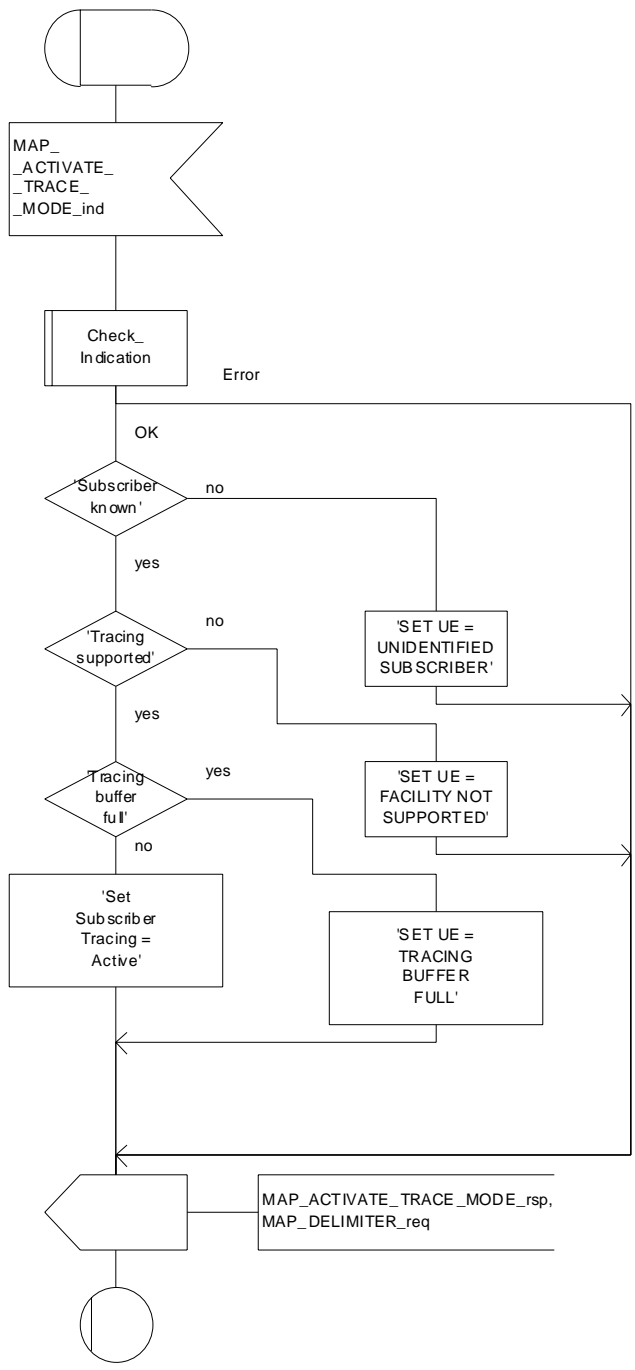 MAP_
_ACTIVATE_
_TRACE_
_MODE_ind
Check_
Indication
Error
OK
'Subscriber
known'
no
yes
'Tracing
supported'
no
'SET UE =
UNIDENTIFIED
SUBSCRIBER'
yes
'Tracing
buffer
full'
yes
'SET UE =
FACILITY NOT
SUPPORTED'
no
'Set
Subscriber
Tracing =
Active'
'SET UE =
TRACING
BUFFER
FULL'
MAP_ACTIVATE_TRACE_MODE_rsp,
MAP_DELIMITER_req